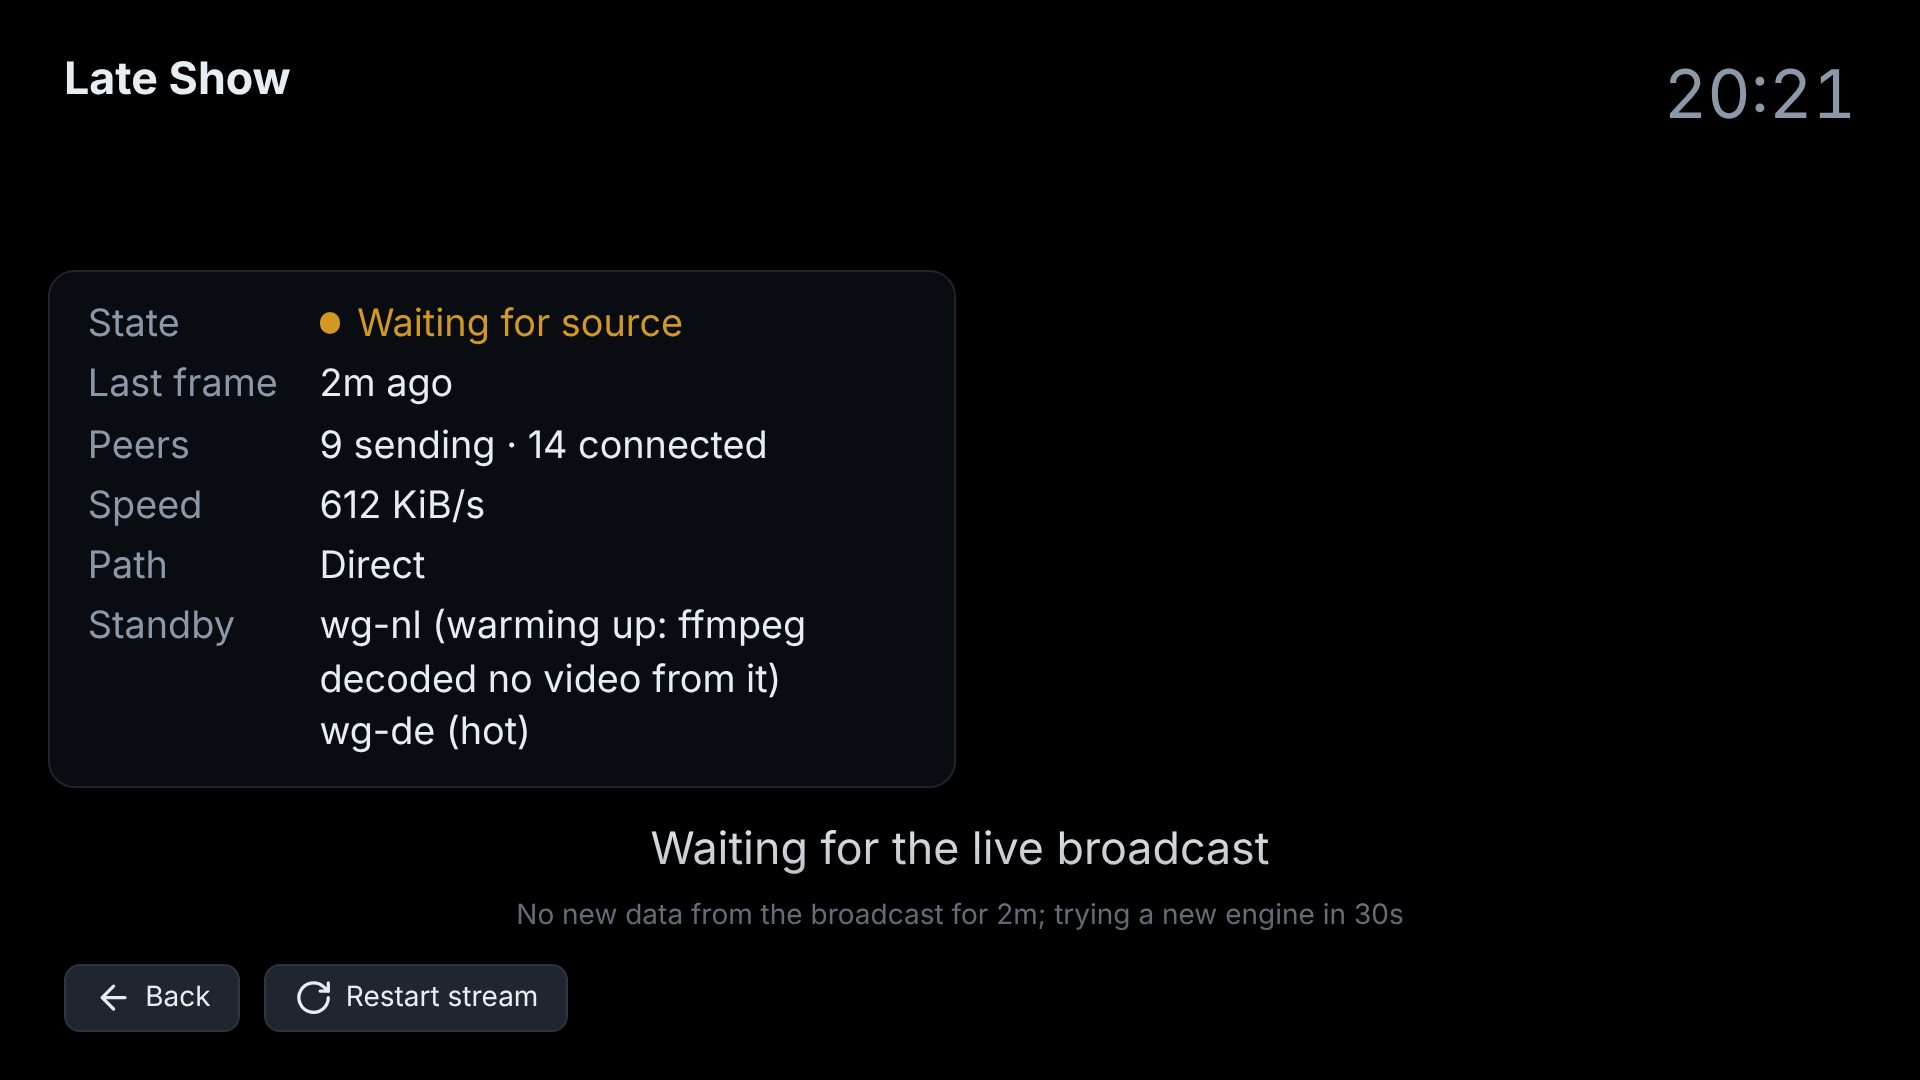 Late Show
20:21
State ● Waiting for source
Last frame 2m ago
Peers 9 sending · 14 connected
Speed 612 KiB/s
Path Direct
Standby wg-nl (warming up: ffmpeg
decoded no video from it)
wg-de (hot)
Waiting for the live broadcast
No new data from the broadcast for 2m; trying a new engine in 30s
Back
Restart stream